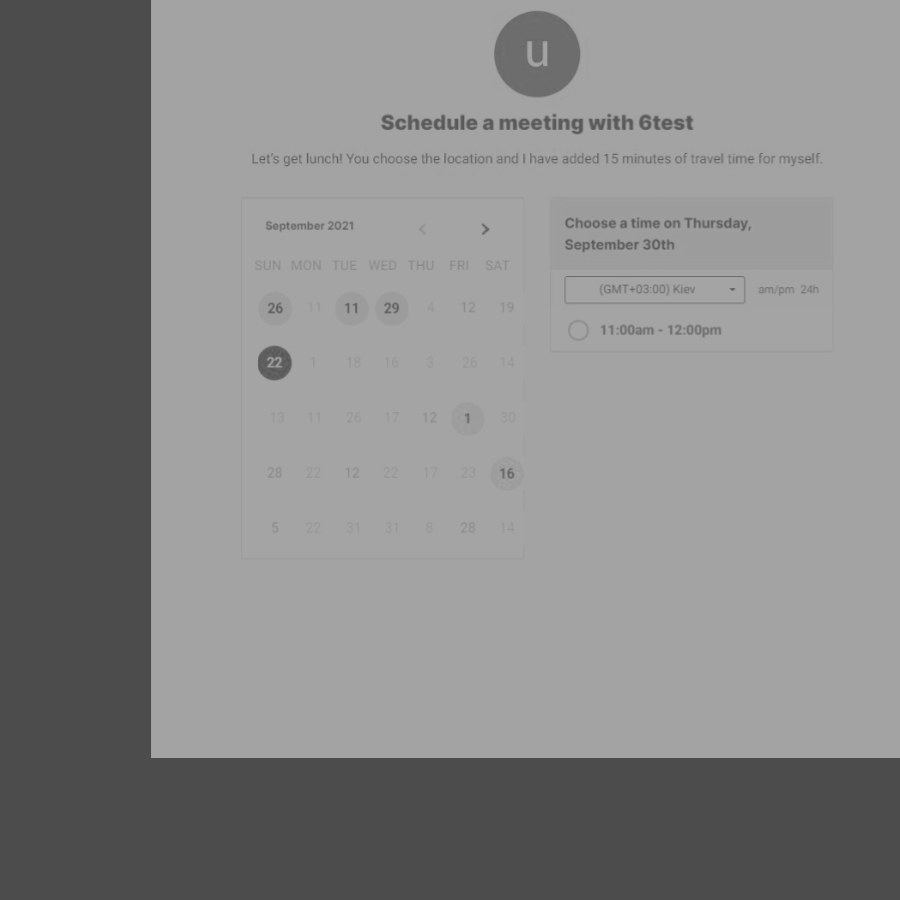 u
Schedule a meeting with 6test
Let's get lunch! You choose the location and I have added 15 minutes of travel time for myself.
September 2021
SUN MON TUE WED THU FRI SAT
26 11 11 29 4 12 19
22 1 18 16 3 26 14
13 11 26 17 12 1 30
28 22 12 22 17 23 16
5 22 31 31 8 28 14
Choose a time on Thursday,
September 30th
(GMT+03:00) Kiev am/pm 24h
11:00am - 12:00pm